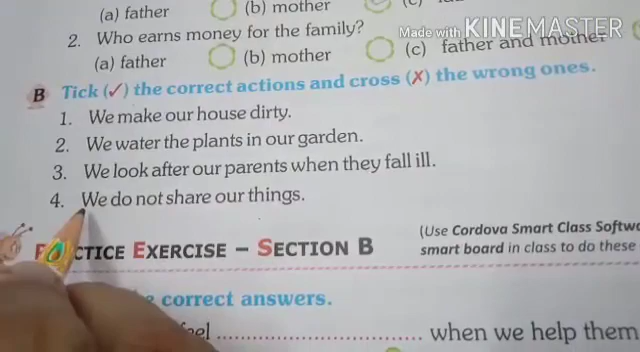 (a) father (b) mother
2. Who earns money for the family?
(a) father (b) mother (c) father and mother
Made with KINEMASTER
B Tick (✓) the correct actions and cross (✗) the wrong ones.
1. We make our house dirty.
2. We water the plants in our garden.
3. We look after our parents when they fall ill.
4. We do not share our things.
(Use Cordova Smart Class
CTICE EXERCISE – SECTION B
smart board in class to do these
correct answers.
when we help them